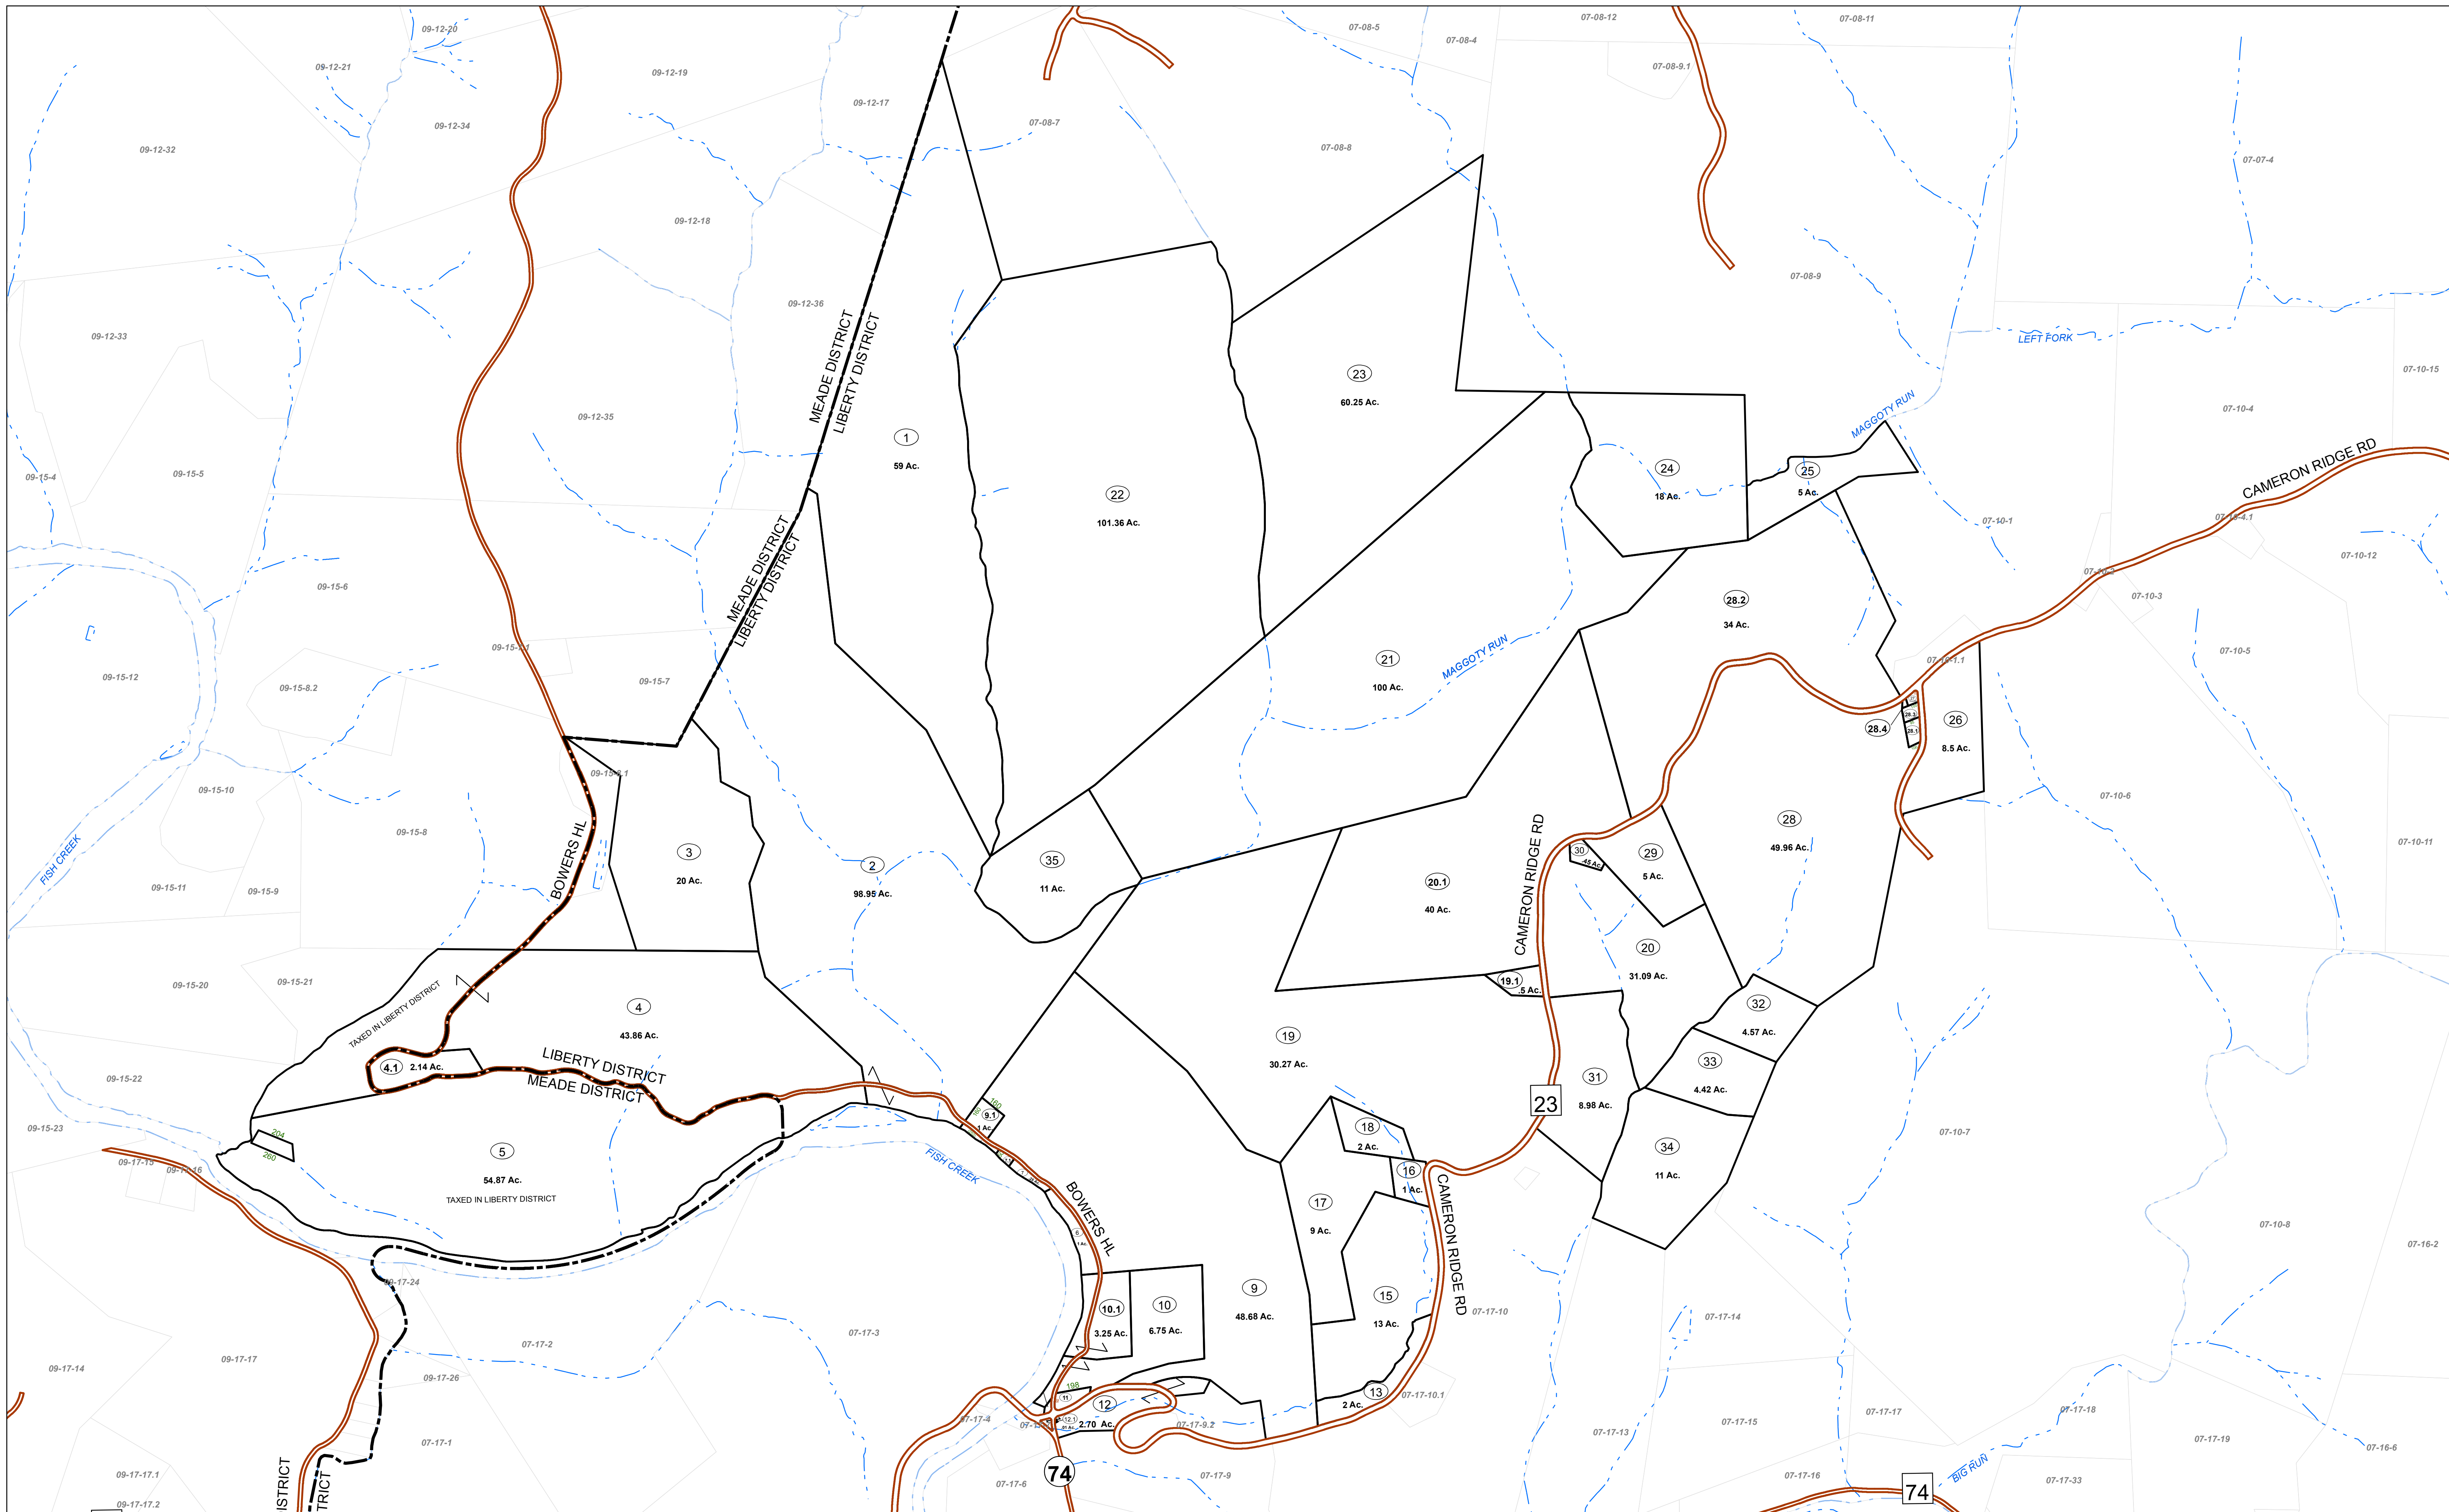 09-12-20
07-08-5
07-08-4
07-08-12
07-08-11
09-12-21
09-12-19
07-08-9.1
09-12-17
09-12-34
07-08-7
07-08-8
09-12-32
07-07-4
09-12-18
09-12-36
07-08-9
MEADE DISTRICT
LIBERTY DISTRICT
09-12-33
LEFT FORK
23
60.25 Ac.
07-10-15
09-12-35
07-10-4
MAGGOTY RUN
1
59 Ac.
CAMERON RIDGE RD
09-15-4
09-15-5
24
18 Ac.
25
5 Ac.
22
101.36 Ac.
07-10-1
MEADE DISTRICT
LIBERTY DISTRICT
07-10-12
09-15-6
07-10-3
28.2
34 Ac.
07-10-5
09-15-12
09-15-8.2
09-15-7
21
100 Ac.
MAGGOTY RUN
28.4
26
8.5 Ac.
09-15-10
09-15-8
07-10-6
07-10-11
FISH CREEK
BOWERS HL
3
20 Ac.
2
98.95 Ac.
35
11 Ac.
20.1
40 Ac.
CAMERON RIDGE RD
30
.45 Ac.
29
5 Ac.
28
49.96 Ac.
09-15-11
09-15-9
20
31.09 Ac.
09-15-20
09-15-21
19.1
.5 Ac.
TAXED IN LIBERTY DISTRICT
4
43.86 Ac.
19
30.27 Ac.
32
4.57 Ac.
4.1
2.14 Ac.
LIBERTY DISTRICT
MEADE DISTRICT
33
4.42 Ac.
09-15-22
31
8.98 Ac.
23
160
9.1
1 Ac.
09-15-23
204
260
5
54.87 Ac.
TAXED IN LIBERTY DISTRICT
18
2 Ac.
07-10-7
34
11 Ac.
09-17-15
FISH CREEK
16
1 Ac.
BOWERS HL
17
9 Ac.
CAMERON RIDGE RD
07-10-8
07-16-2
09-17-24
10.1
3.25 Ac.
10
6.75 Ac.
9
48.68 Ac.
15
13 Ac.
07-17-10
07-17-14
07-17-2
07-17-3
09-17-14
09-17-17
09-17-26
198
11
12
2.70 Ac.
12.1
13
2 Ac.
07-17-10.1
07-17-4
07-17-9.2
07-17-15
07-17-17
07-17-18
07-17-1
07-17-13
07-17-19
07-16-6
09-17-17.1
74
07-17-6
07-17-9
07-17-16
BIG RUN
07-17-33
74
09-17-17.2
ISTRICT
TRICT